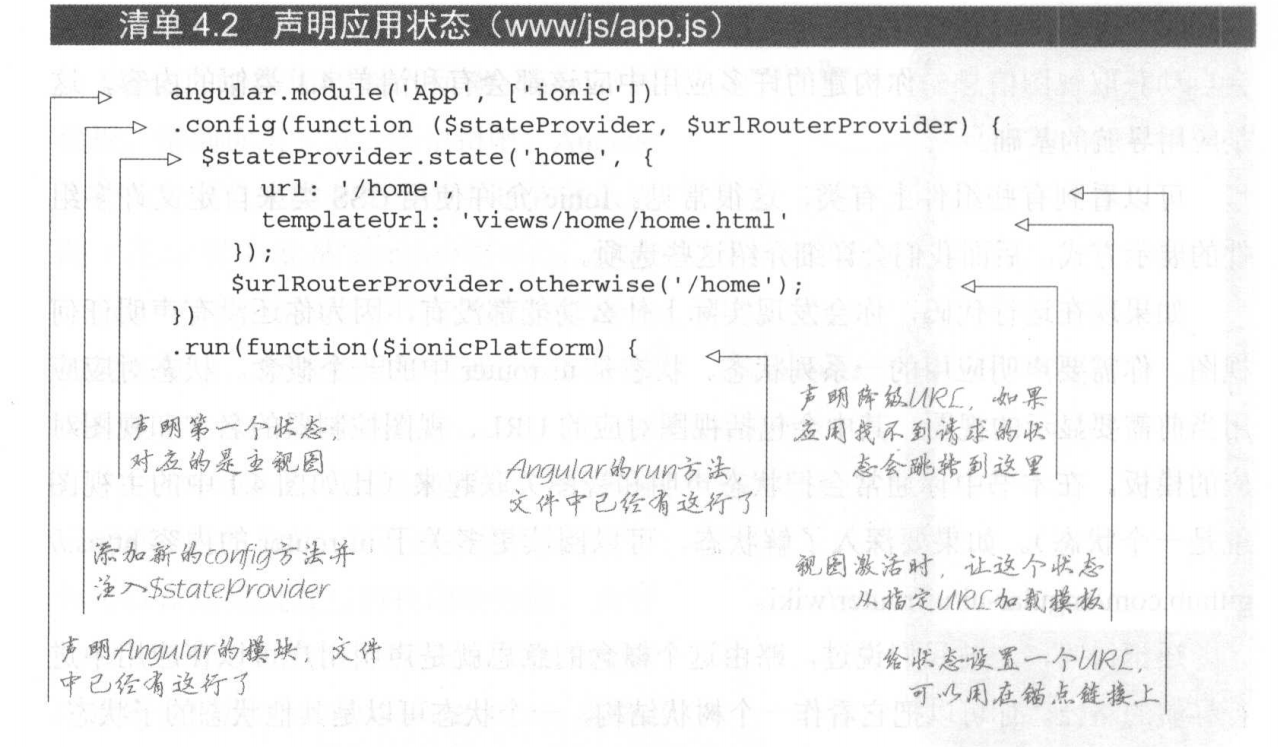 清单 4.2 声明应用状态（www/js/app.js）
angular.module('App', ['ionic'])
.config(function ($stateProvider, $urlRouterProvider) {
$stateProvider.state('home', {
url: '/home',
templateUrl: 'views/home/home.html'
});
$urlRouterProvider.otherwise('/home');
})
.run(function($ionicPlatform) {
声明第一个状态，
对应的是主视图
Angular的run方法，
文件中已经有这行了
声明降级URL，如果
应用找不到请求的状
态会跳转到这里
添加新的config方法并
注入$stateProvider
视图激活时，让这个状态
从指定URL加载模板
声明Angular的模块，文件
中已经有这行了
给状态设置一个URL，
可以用在锚点链接上